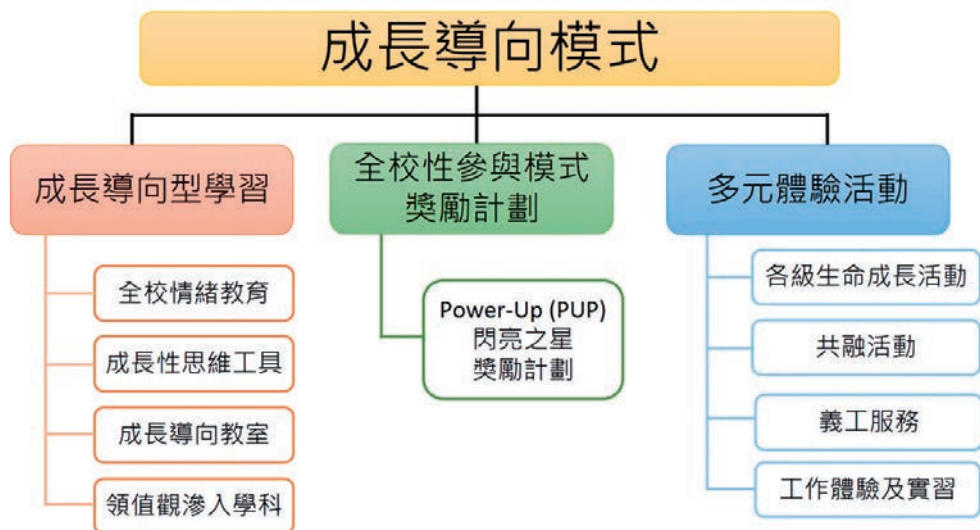 成長導向模式
成長導向型學習
全校情緒教育
成長性思維工具
成長導向教室
領值觀滲入學科
全校性參與模式
獎勵計劃
Power-Up (PUP)
閃亮之星
獎勵計劃
多元體驗活動
各級生命成長活動
共融活動
義工服務
工作體驗及實習